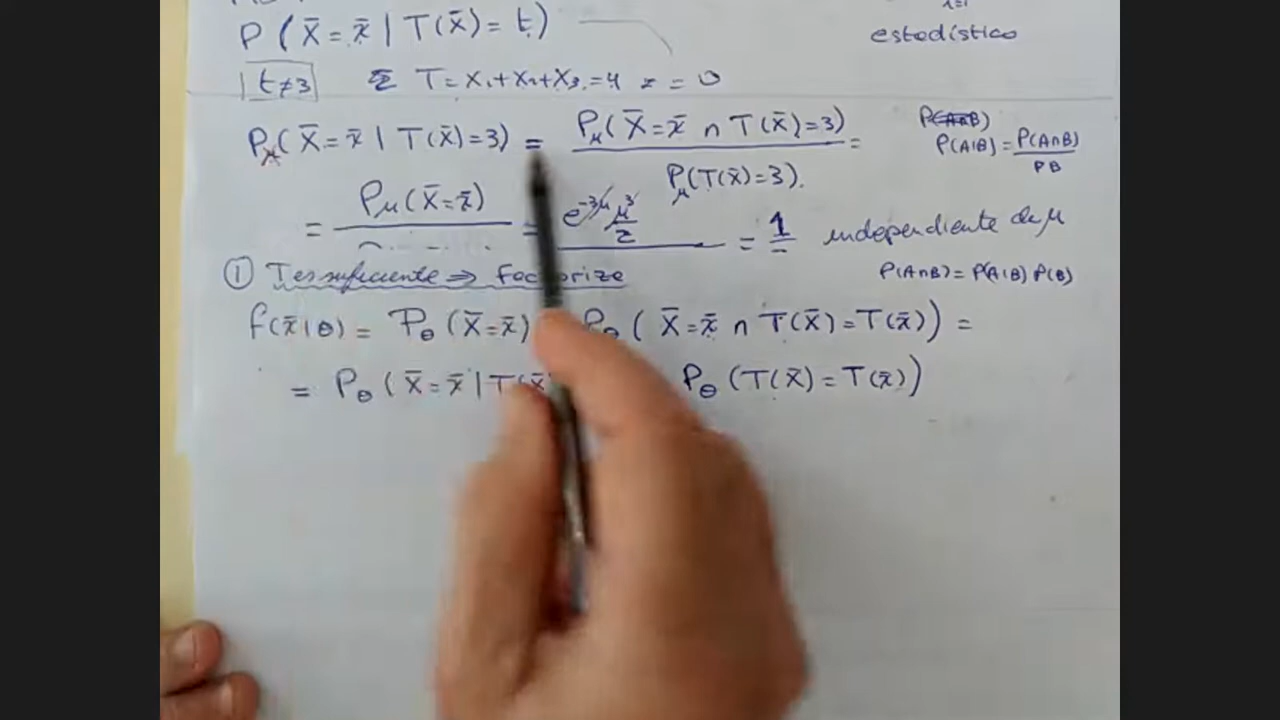 P ( X̄ = x̄ | T(X̄) = t)
estadístico
t≠3 T = X₁+X₂+X₃ = 4 = 0
Pμ( X̄ = x̄ | T(X̄)=3) = Pμ( X̄ = x̄ ∩ T(X̄)=3) / Pμ(T(X̄)=3). =
P(A|B) = P(A∩B) / PB
= Pμ(X̄=x̄) = e^-3μ μ³/2 = 1 independiente de μ
P(A∩B) = P(A|B) P(B)
① T es suficiente ⇒ Factorize
f(x̄|θ) = Pθ (X̄=x̄) Pθ ( X̄=x̄ ∩ T(X̄)=T(x̄)) =
= Pθ ( X̄=x̄ | T(X̄ Pθ (T(X̄) = T(x̄))